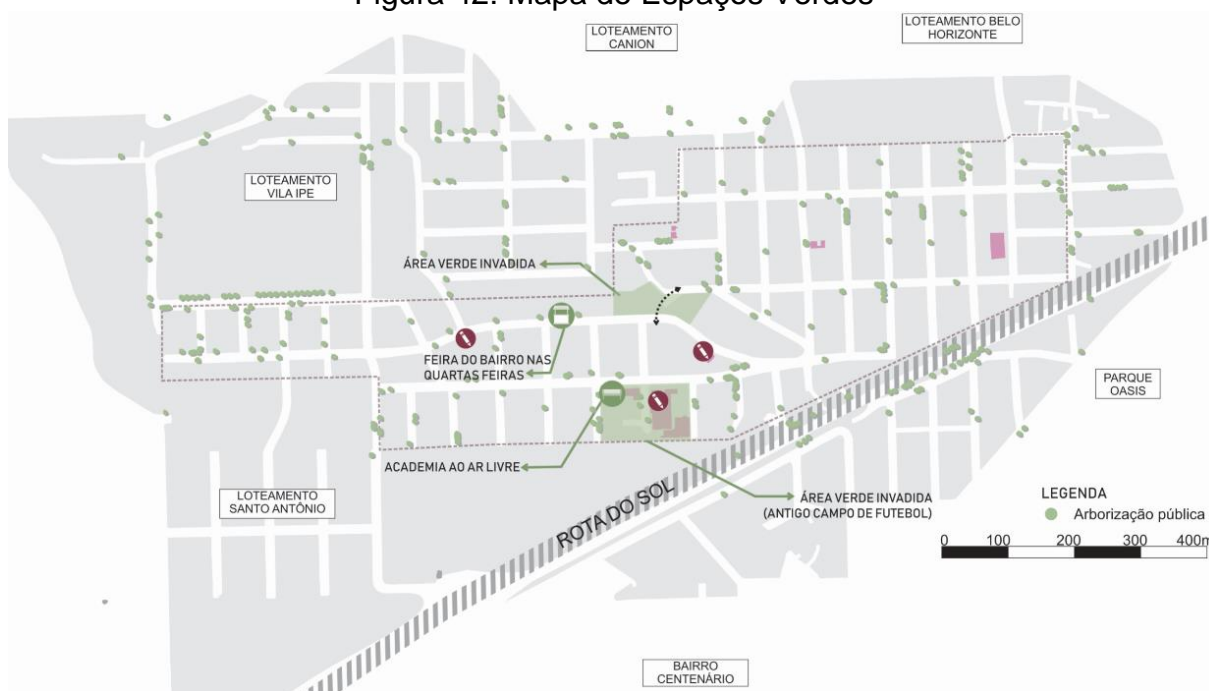 Figura 42: Mapa de Espaços Verdes
LOTEAMENTO
CANION
LOTEAMENTO BELO
HORIZONTE
LOTEAMENTO
VILA IPE
ÁREA VERDE INVADIDA
FEIRA DO BAIRRO NAS
QUARTAS FEIRAS
PARQUE
OASIS
ACADEMIA AO AR LIVRE
LOTEAMENTO
SANTO ANTÔNIO
ROTA DO SOL
ÁREA VERDE INVADIDA
(ANTIGO CAMPO DE FUTEBOL)
LEGENDA
Arborização pública
0 100 200 300 400m
BAIRRO
CENTENÁRIO